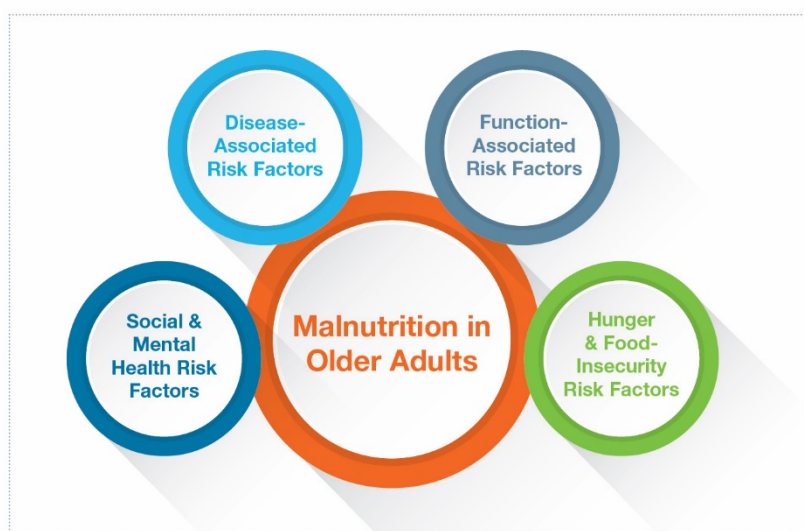 Disease-
Associated
Risk Factors
Function-
Associated
Risk Factors
Social &
Mental
Health Risk
Factors
Malnutrition in
Older Adults
Hunger
& Food-
Insecurity
Risk Factors